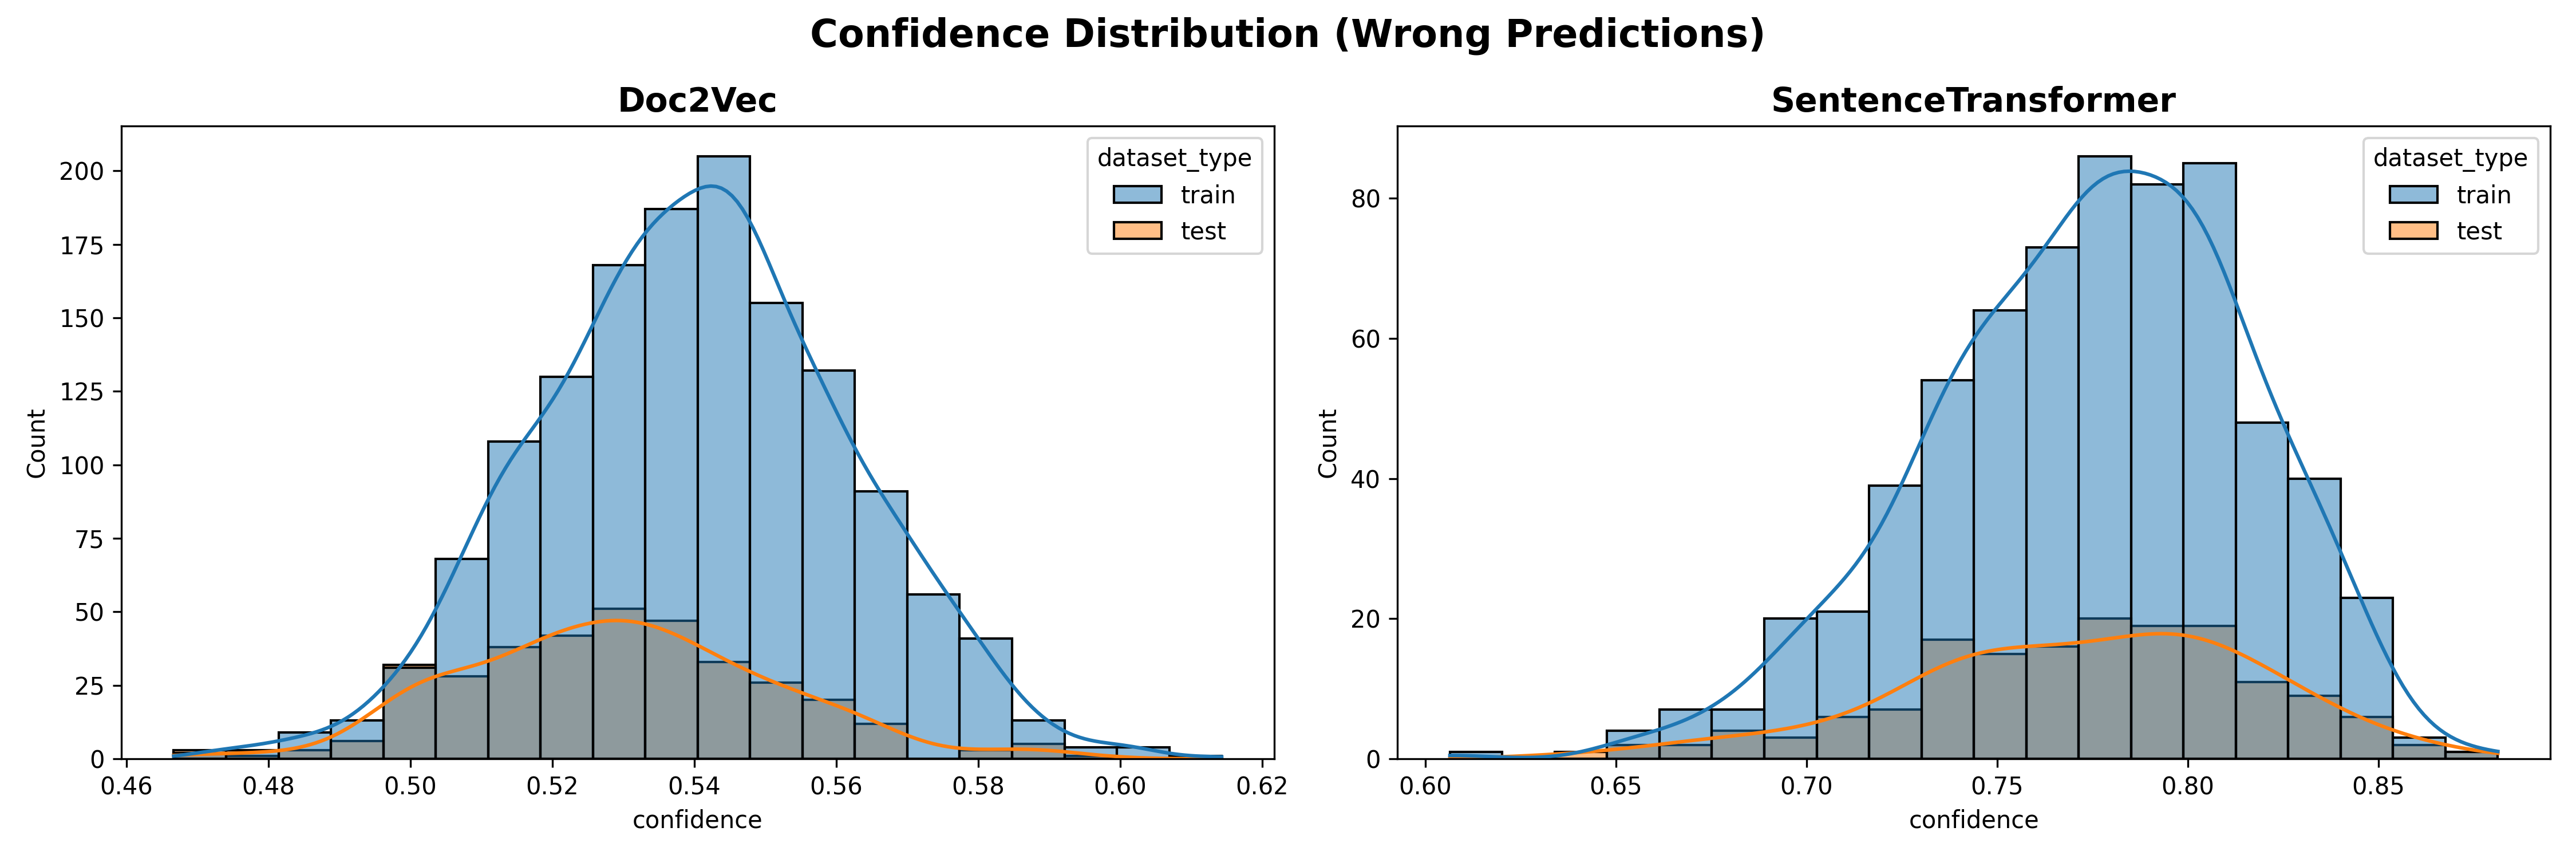 Confidence Distribution (Wrong Predictions)
Doc2Vec
dataset_type
train
test
Count
200
175
150
125
100
75
50
25
0
0.46 0.48 0.50 0.52 0.54 0.56 0.58 0.60 0.62
confidence
SentenceTransformer
dataset_type
train
test
Count
80
60
40
20
0
0.60 0.65 0.70 0.75 0.80 0.85
confidence